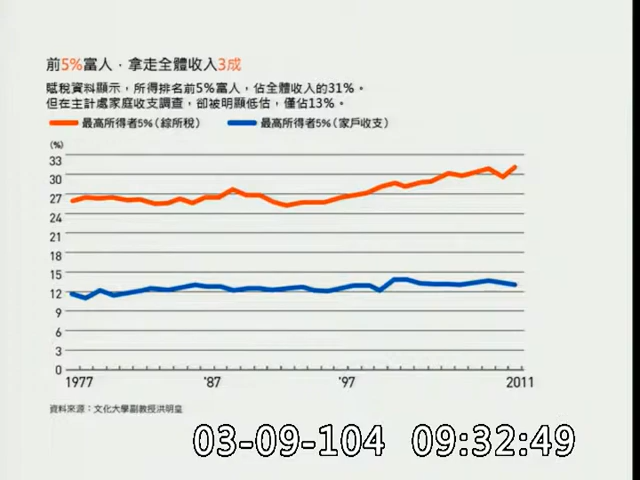 前5%富人，拿走全體收入3成
賦稅資料顯示，所得排名前5%富人，佔全體收入的31%。
但在主計處家庭收支調查，卻被明顯低估，僅佔13%。
最高所得者5%(綜所稅) 最高所得者5%(家戶收支)
(%)
33
30
27
24
21
18
15
12
9
6
3
0
1977 '87 '97 2011
資料來源：文化大學副教授洪明皇
03-09-104 09:32:49